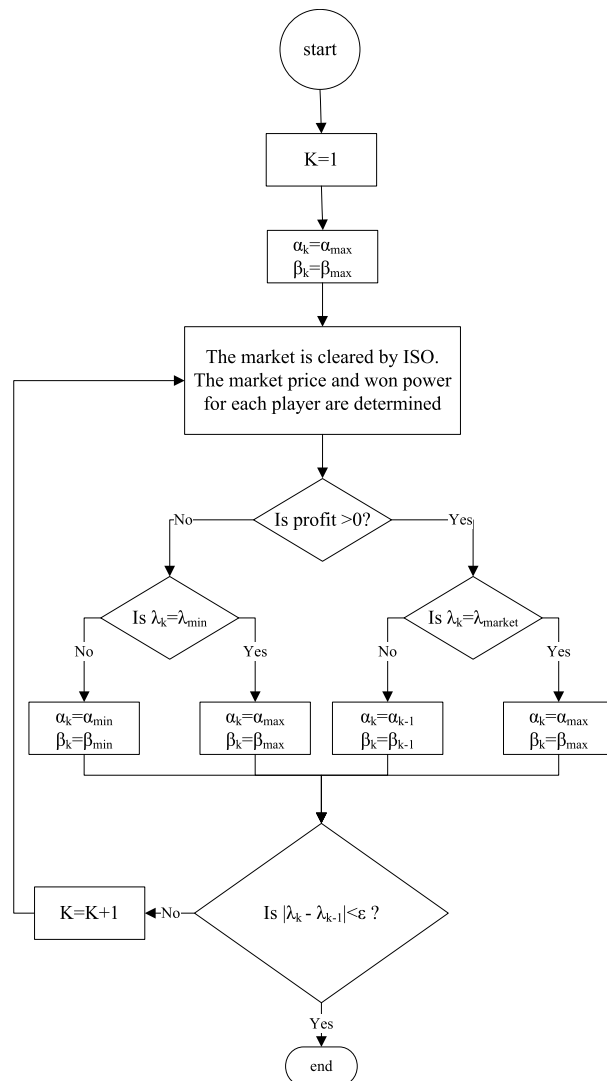 start
K=1
αk=αmax
βk=βmax
The market is cleared by ISO.
The market price and won power
for each player are determined
No
Is profit >0?
Yes
Is λk=λmin
Is λk=λmarket
No
Yes
No
Yes
αk=αmin
βk=βmin
αk=αmax
βk=βmax
αk=αk-1
βk=βk-1
αk=αmax
βk=βmax
K=K+1
No
Is |λk - λk-1|<ε ?
Yes
end